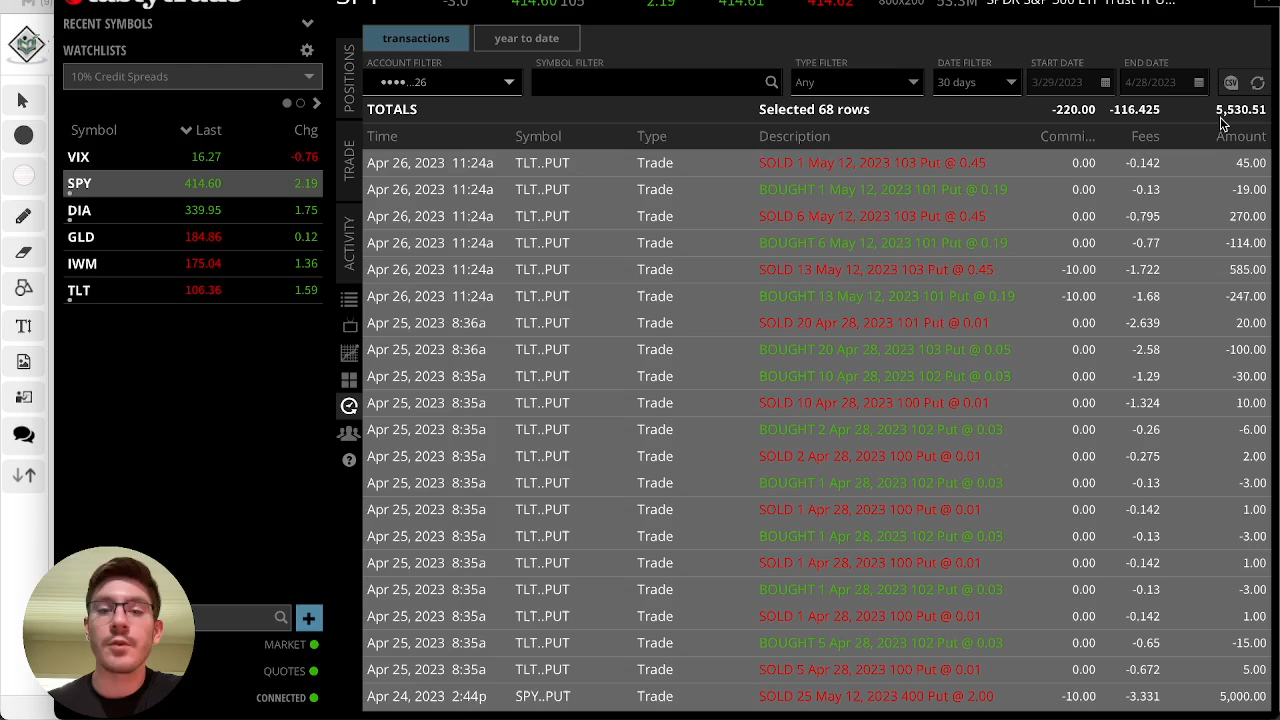 tastytrade
-3.0 414.60 105 2.19 414.61 414.62 800x200 53.3M SPDR S&P 500 ETF Trust
RECENT SYMBOLS
WATCHLISTS
10% Credit Spreads
Symbol Last Chg
VIX 16.27 -0.76
SPY 414.60 2.19
DIA 339.95 1.75
GLD 184.86 0.12
IWM 175.04 1.36
TLT 106.36 1.59
MARKET
QUOTES
CONNECTED
POSITIONS
TRADE
ACTIVITY
transactions year to date
ACCOUNT FILTER SYMBOL FILTER TYPE FILTER DATE FILTER START DATE END DATE
••••..26 Any 30 days 3/29/2023 4/28/2023
TOTALS Selected 68 rows -220.00 -116.425 5,530.51
Time Symbol Type Description Commi... Fees Amount
Apr 26, 2023 11:24a TLT..PUT Trade SOLD 1 May 12, 2023 103 Put @ 0.45 0.00 -0.142 45.00
Apr 26, 2023 11:24a TLT..PUT Trade BOUGHT 1 May 12, 2023 101 Put @ 0.19 0.00 -0.13 -19.00
Apr 26, 2023 11:24a TLT..PUT Trade SOLD 6 May 12, 2023 103 Put @ 0.45 0.00 -0.795 270.00
Apr 26, 2023 11:24a TLT..PUT Trade BOUGHT 6 May 12, 2023 101 Put @ 0.19 0.00 -0.77 -114.00
Apr 26, 2023 11:24a TLT..PUT Trade SOLD 13 May 12, 2023 103 Put @ 0.45 -10.00 -1.722 585.00
Apr 26, 2023 11:24a TLT..PUT Trade BOUGHT 13 May 12, 2023 101 Put @ 0.19 -10.00 -1.68 -247.00
Apr 25, 2023 8:36a TLT..PUT Trade SOLD 20 Apr 28, 2023 101 Put @ 0.01 0.00 -2.639 20.00
Apr 25, 2023 8:36a TLT..PUT Trade BOUGHT 20 Apr 28, 2023 103 Put @ 0.05 0.00 -2.58 -100.00
Apr 25, 2023 8:35a TLT..PUT Trade BOUGHT 10 Apr 28, 2023 102 Put @ 0.03 0.00 -1.29 -30.00
Apr 25, 2023 8:35a TLT..PUT Trade SOLD 10 Apr 28, 2023 100 Put @ 0.01 0.00 -1.324 10.00
Apr 25, 2023 8:35a TLT..PUT Trade BOUGHT 2 Apr 28, 2023 102 Put @ 0.03 0.00 -0.26 -6.00
Apr 25, 2023 8:35a TLT..PUT Trade SOLD 2 Apr 28, 2023 100 Put @ 0.01 0.00 -0.275 2.00
Apr 25, 2023 8:35a TLT..PUT Trade BOUGHT 1 Apr 28, 2023 102 Put @ 0.03 0.00 -0.13 -3.00
Apr 25, 2023 8:35a TLT..PUT Trade SOLD 1 Apr 28, 2023 100 Put @ 0.01 0.00 -0.142 1.00
Apr 25, 2023 8:35a TLT..PUT Trade BOUGHT 1 Apr 28, 2023 102 Put @ 0.03 0.00 -0.13 -3.00
Apr 25, 2023 8:35a TLT..PUT Trade SOLD 1 Apr 28, 2023 100 Put @ 0.01 0.00 -0.142 1.00
Apr 25, 2023 8:35a TLT..PUT Trade BOUGHT 1 Apr 28, 2023 102 Put @ 0.03 0.00 -0.13 -3.00
Apr 25, 2023 8:35a TLT..PUT Trade SOLD 1 Apr 28, 2023 100 Put @ 0.01 0.00 -0.142 1.00
Apr 25, 2023 8:35a TLT..PUT Trade BOUGHT 5 Apr 28, 2023 102 Put @ 0.03 0.00 -0.65 -15.00
Apr 25, 2023 8:35a TLT..PUT Trade SOLD 5 Apr 28, 2023 100 Put @ 0.01 0.00 -0.672 5.00
Apr 24, 2023 2:44p SPY..PUT Trade SOLD 25 May 12, 2023 400 Put @ 2.00 -10.00 -3.331 5,000.00